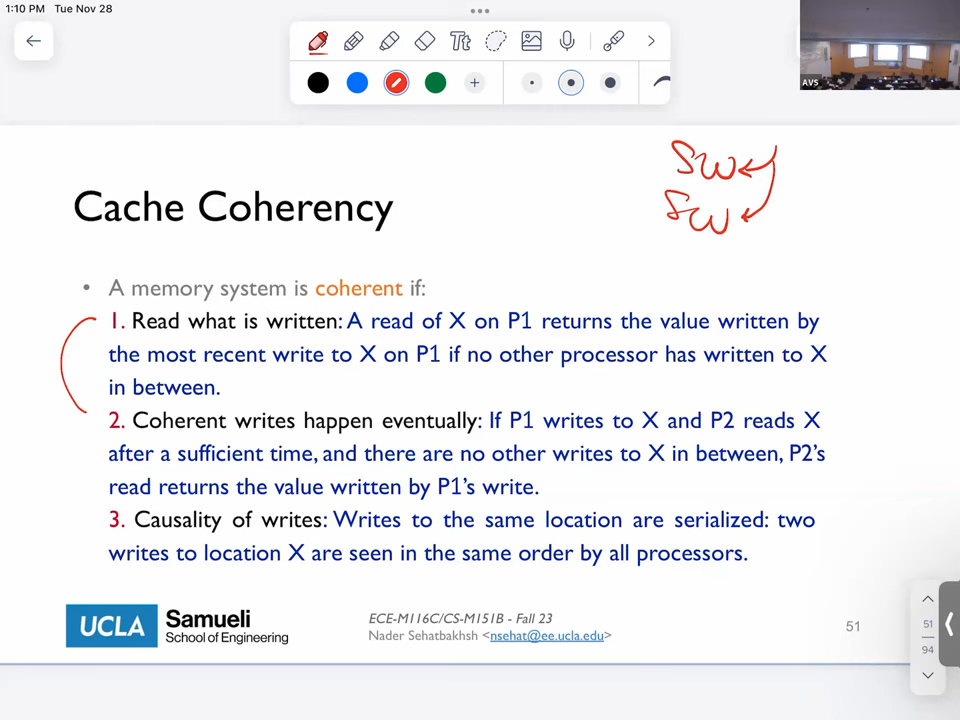 1:10 PM Tue Nov 28
Tt
AVS
SW
SW
Cache Coherency
• A memory system is coherent if:
1. Read what is written: A read of X on P1 returns the value written by
the most recent write to X on P1 if no other processor has written to X
in between.
2. Coherent writes happen eventually: If P1 writes to X and P2 reads X
after a sufficient time, and there are no other writes to X in between, P2's
read returns the value written by P1's write.
3. Causality of writes: Writes to the same location are serialized: two
writes to location X are seen in the same order by all processors.
UCLA Samueli
School of Engineering
ECE-M116C/CS-M151B - Fall 23
Nader Sehatbakhsh <nsehat@ee.ucla.edu>
51
51
94